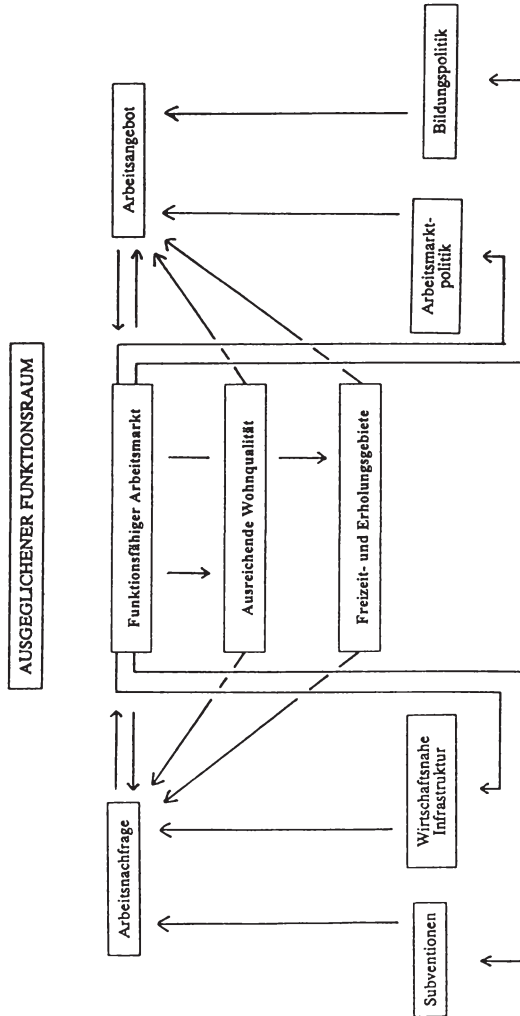 AUSGEGLICHENER FUNKTIONSRAUM
Arbeitsnachfrage
Funktionsfähiger Arbeitsmarkt
Arbeitsangebot
Ausreichende Wohnqualität
Freizeit- und Erholungsgebiete
Subventionen
Wirtschaftsnahe
Infrastruktur
Arbeitsmarkt-
politik
Bildungspolitik